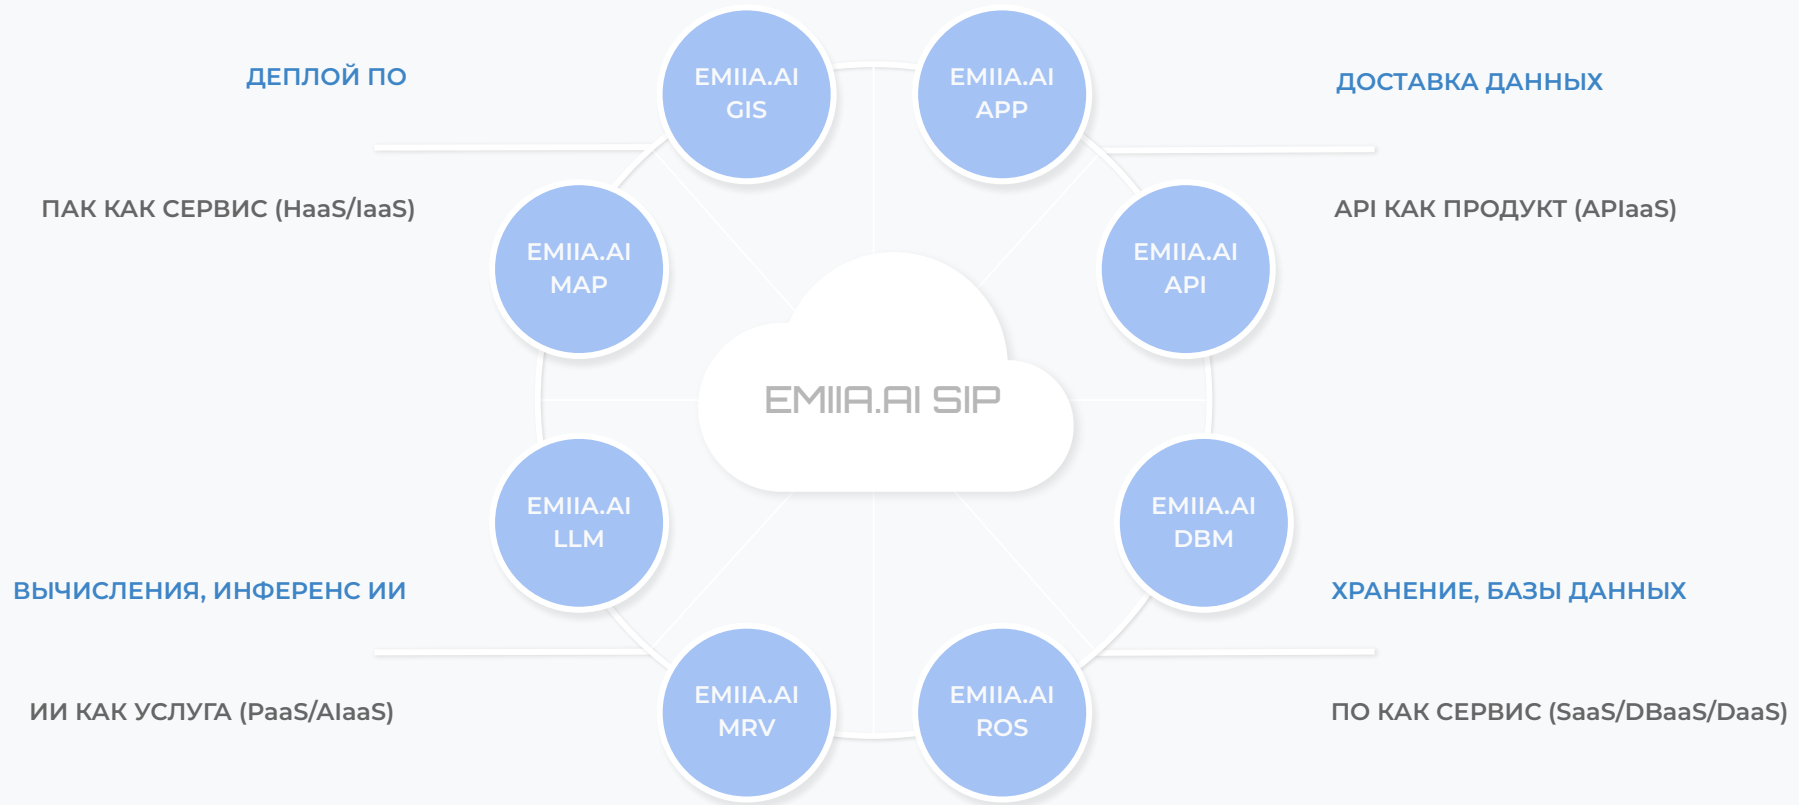 ДЕПЛОЙ ПО
ПАК КАК СЕРВИС (HaaS/IaaS)
EMIIA.AI
GIS
EMIIA.AI
APP
ДОСТАВКА ДАННЫХ
API КАК ПРОДУКТ (APIaaS)
EMIIA.AI
MAP
EMIIA.AI
API
EMIIA.AI SIP
EMIIA.AI
LLM
EMIIA.AI
DBM
ВЫЧИСЛЕНИЯ, ИНФЕРЕНС ИИ
ИИ КАК УСЛУГА (PaaS/AIaaS)
EMIIA.AI
MRV
EMIIA.AI
ROS
ХРАНЕНИЕ, БАЗЫ ДАННЫХ
ПО КАК СЕРВИС (SaaS/DBaaS/DaaS)